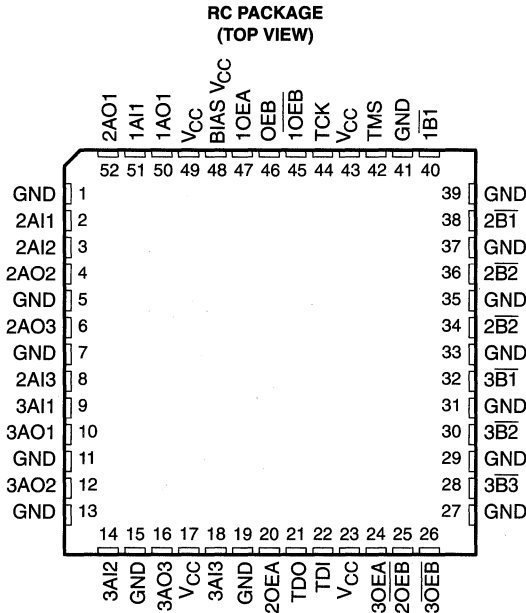 RC PACKAGE
(TOP VIEW)
2AO1
1AI1
1AO1
VCC
BIAS VCC
1OEA
OEB
1OEB
TCK
VCC
TMS
GND
1B1
52 51 50 49 48 47 46 45 44 43 42 41 40
GND 1 39 GND
2AI1 2 38 2B1
2AI2 3 37 GND
2AO2 4 36 2B2
GND 5 35 GND
2AO3 6 34 2B2
GND 7 33 GND
2AI3 8 32 3B1
3AI1 9 31 GND
3AO1 10 30 3B2
GND 11 29 GND
3AO2 12 28 3B3
GND 13 27 GND
14 15 16 17 18 19 20 21 22 23 24 25 26
3AI2
GND
3AO3
VCC
3AI3
GND
2OEA
TDO
TDI
VCC
3OEA
2OEB
3OEB